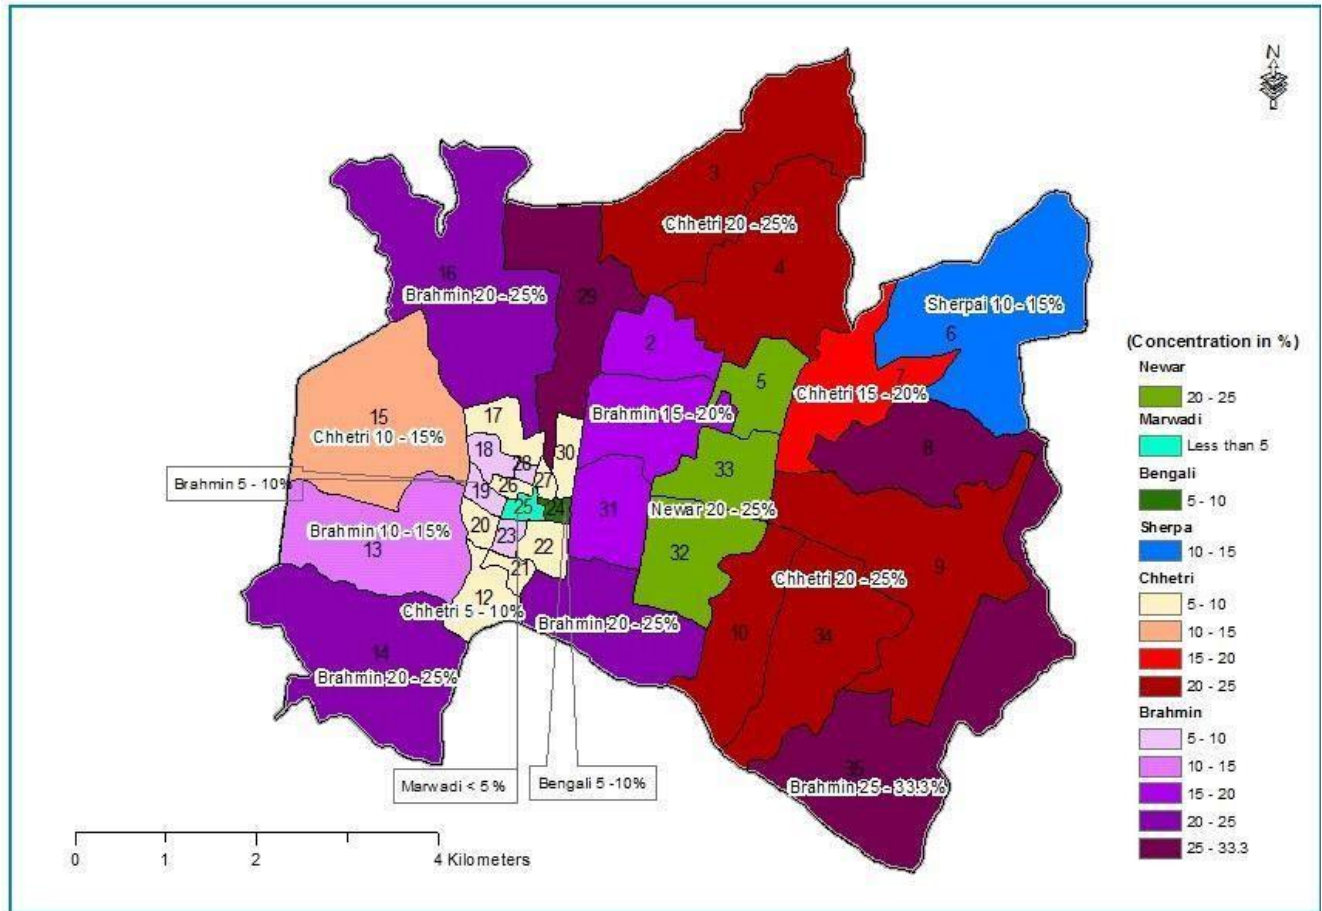 N
3
Chhetri 20 - 25%
4
16
Brahmin 20 - 25%
29
Sherpai 10 - 15%
6
2
5
7
Chhetri 15 - 20%
15
Chhetri 10 - 15%
17
Brahmin 15 - 20%
30
18
28
8
33
Brahmin 5 - 10%
19
26
27
25
24
31
Newar 20 - 25%
Brahmin 10 - 15%
13
20
23
22
32
21
Chhetri 20 - 25%
9
12
Chhetri 5 - 10%
Brahmin 20 - 25%
10
34
14
Brahmin 20 - 25%
35
Brahmin 25 - 33.3%
Marwadi < 5 %
Bengali 5 -10%
0 1 2 4 Kilometers
(Concentration in %)
Newar
20 - 25
Marwadi
Less than 5
Bengali
5 - 10
Sherpa
10 - 15
Chhetri
5 - 10
10 - 15
15 - 20
20 - 25
Brahmin
5 - 10
10 - 15
15 - 20
20 - 25
25 - 33.3